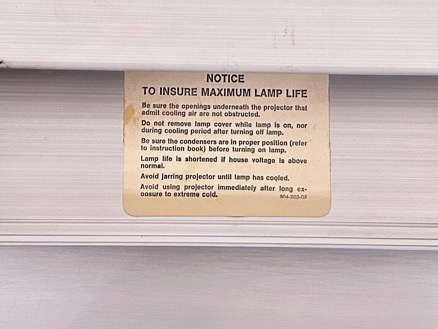 NOTICE
TO INSURE MAXIMUM LAMP LIFE
Be sure the openings underneath the projector that
admit cooling air are not obstructed.
Do not remove lamp cover while lamp is on, nor
during cooling period after turning off lamp.
Be sure the condensers are in proper position (refer
to instruction book) before turning on lamp.
Lamp life is shortened if house voltage is above
normal.
Avoid jarring projector until lamp has cooled.
Avoid using projector immediately after long ex-
posure to extreme cold.